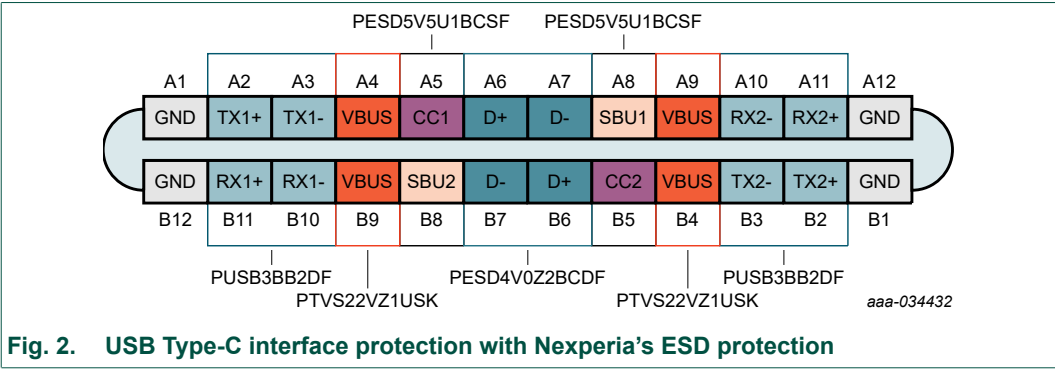 PESD5V5U1BCSF PESD5V5U1BCSF
A1 A2 A3 A4 A5 A6 A7 A8 A9 A10 A11 A12
GND TX1+ TX1- VBUS CC1 D+ D- SBU1 VBUS RX2- RX2+ GND
GND RX1+ RX1- VBUS SBU2 D- D+ CC2 VBUS TX2- TX2+ GND
B12 B11 B10 B9 B8 B7 B6 B5 B4 B3 B2 B1
PUSB3BB2DF PESD4V0Z2BCDF PUSB3BB2DF
PTVS22VZ1USK PTVS22VZ1USK aaa-034432
Fig. 2. USB Type-C interface protection with Nexperia's ESD protection